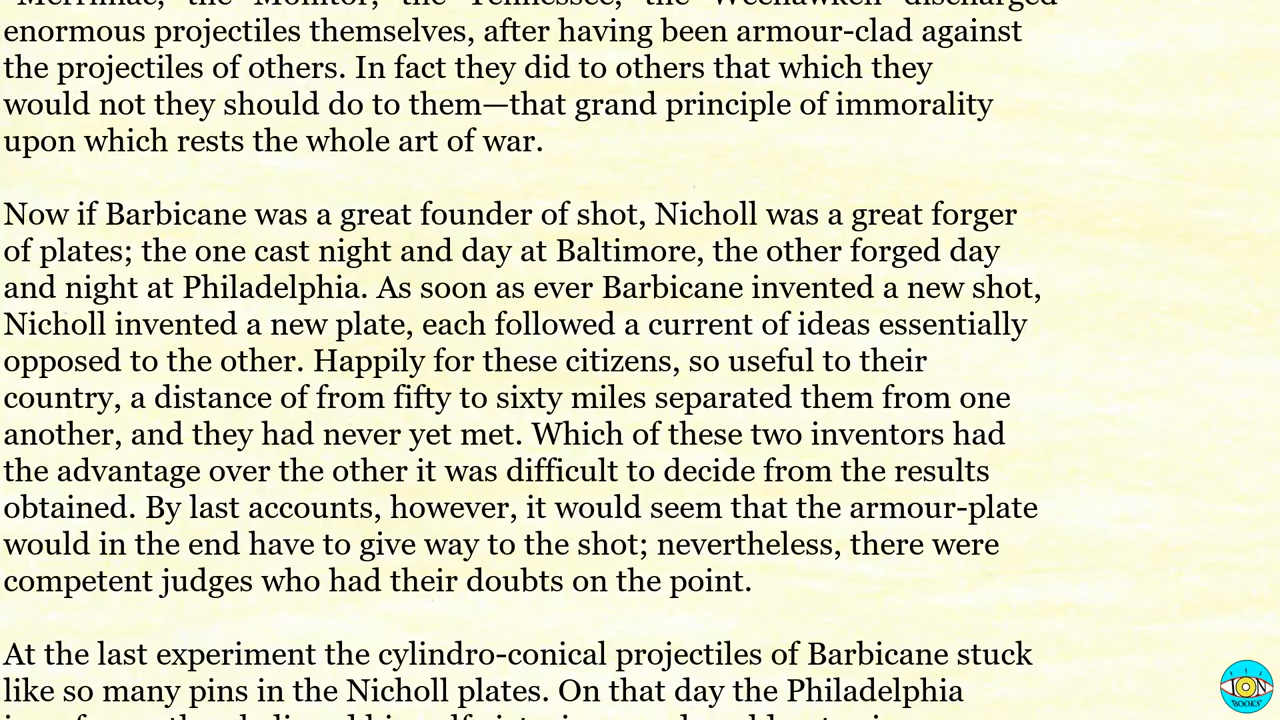 "Merrimac," the "Monitor," the "Tennessee," the "Weehawken" discharged
enormous projectiles themselves, after having been armour-clad against
the projectiles of others. In fact they did to others that which they
would not they should do to them—that grand principle of immorality
upon which rests the whole art of war.
Now if Barbicane was a great founder of shot, Nicholl was a great forger
of plates; the one cast night and day at Baltimore, the other forged day
and night at Philadelphia. As soon as ever Barbicane invented a new shot,
Nicholl invented a new plate, each followed a current of ideas essentially
opposed to the other. Happily for these citizens, so useful to their
country, a distance of from fifty to sixty miles separated them from one
another, and they had never yet met. Which of these two inventors had
the advantage over the other it was difficult to decide from the results
obtained. By last accounts, however, it would seem that the armour-plate
would in the end have to give way to the shot; nevertheless, there were
competent judges who had their doubts on the point.
At the last experiment the cylindro-conical projectiles of Barbicane stuck
like so many pins in the Nicholl plates. On that day the Philadelphia
ION
BOOKS